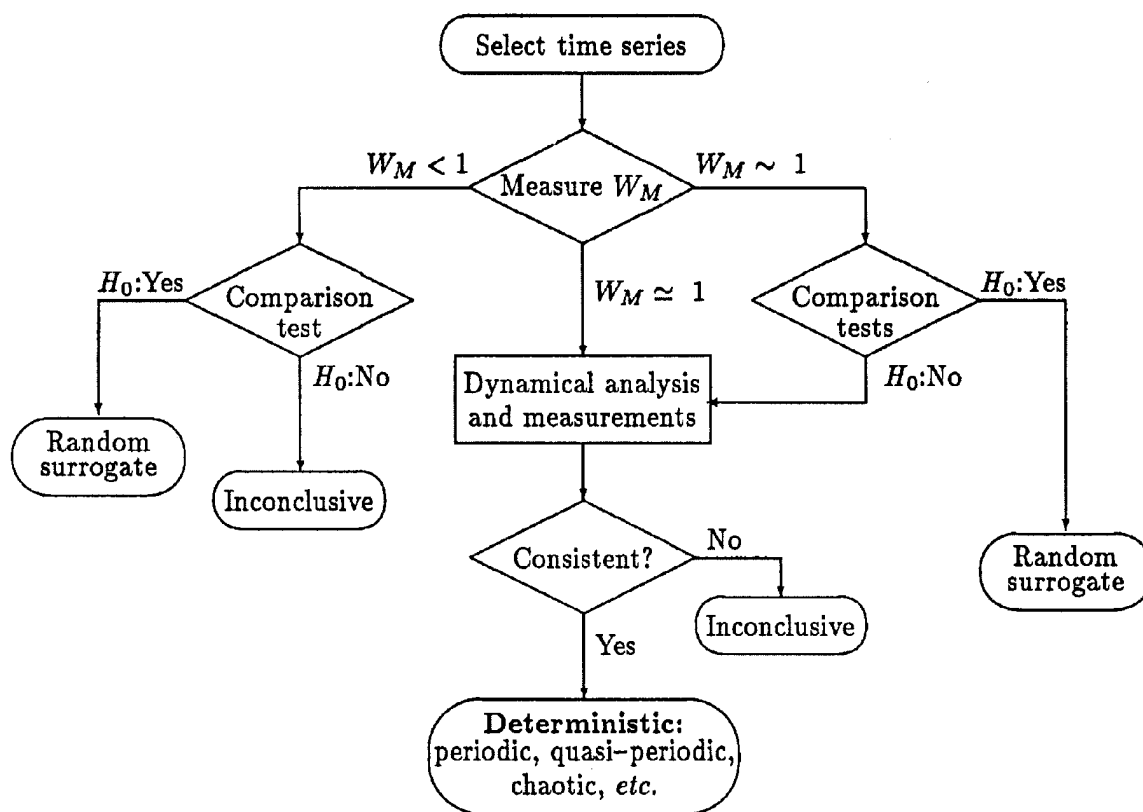 Select time series
W_M < 1
W_M ∼ 1
Measure W_M
H_0:Yes
Comparison
test
W_M ≃ 1
Comparison
tests
H_0:Yes
H_0:No
H_0:No
Dynamical analysis
and measurements
Random
surrogate
Inconclusive
Consistent?
No
Random
surrogate
Inconclusive
Yes
Deterministic:
periodic, quasi–periodic,
chaotic, etc.